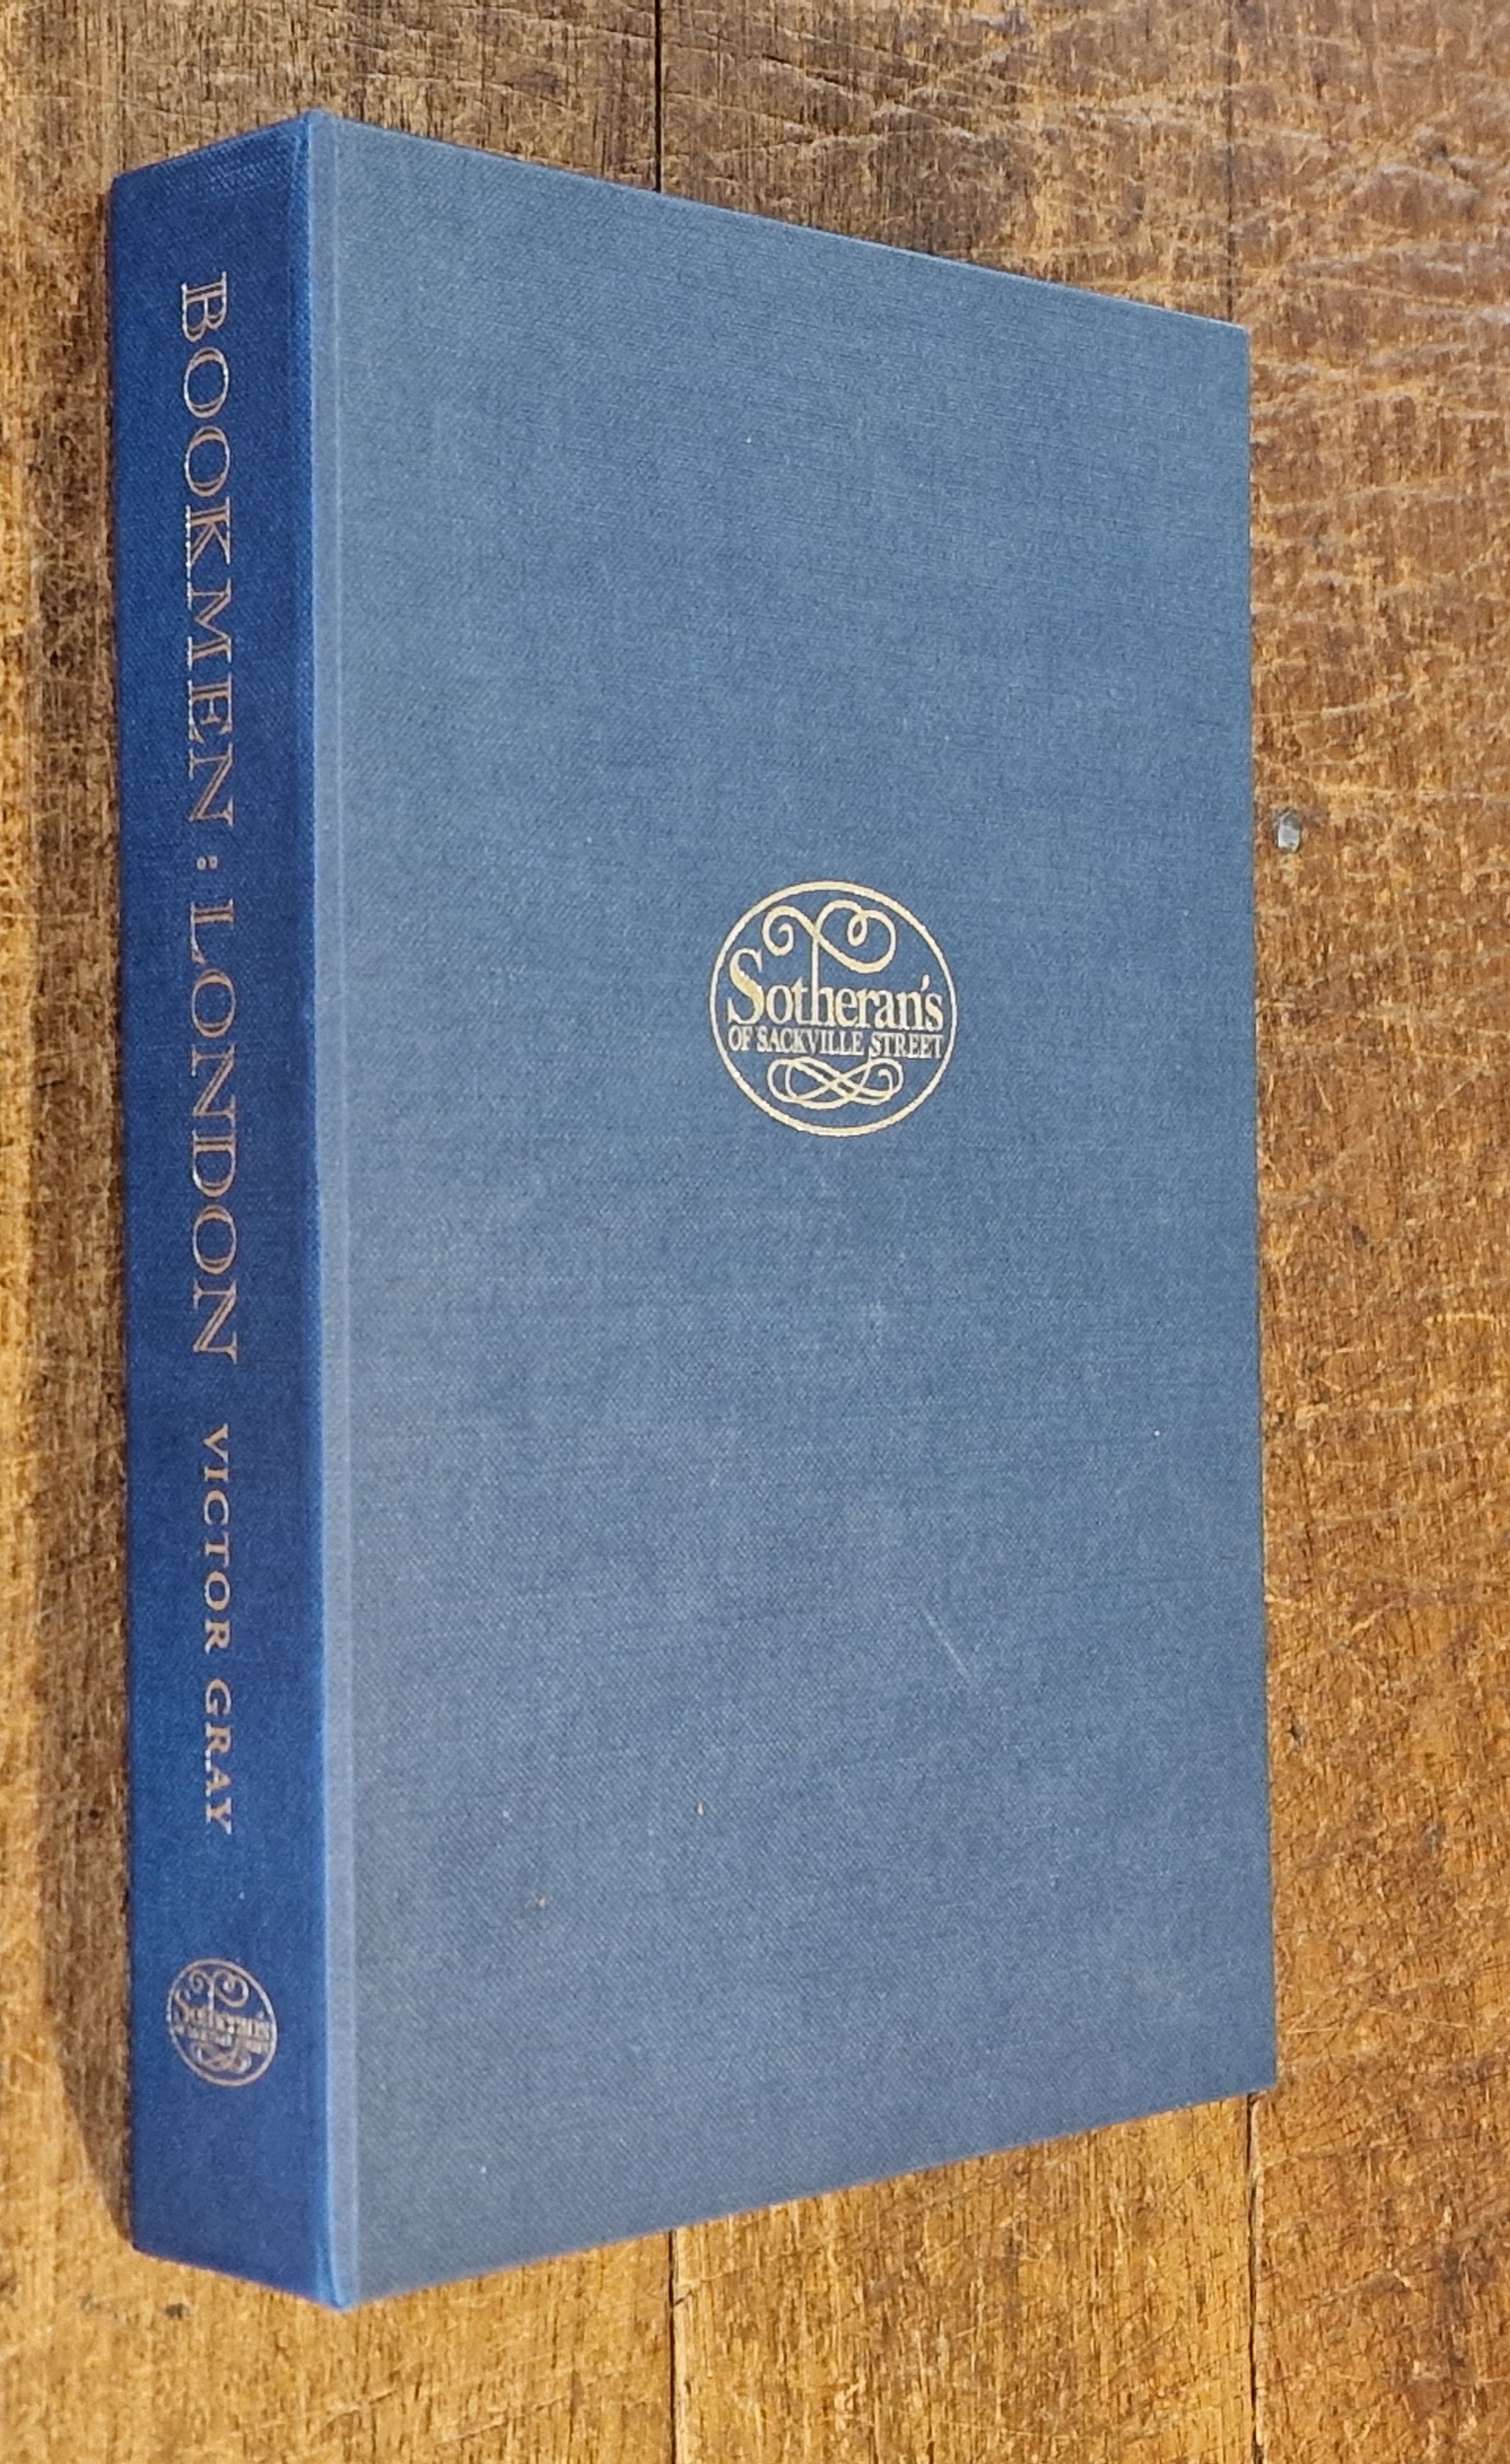 BOOKMEN : LONDON VICTOR GRAY
Sotheran's
OF SACKVILLE STREET